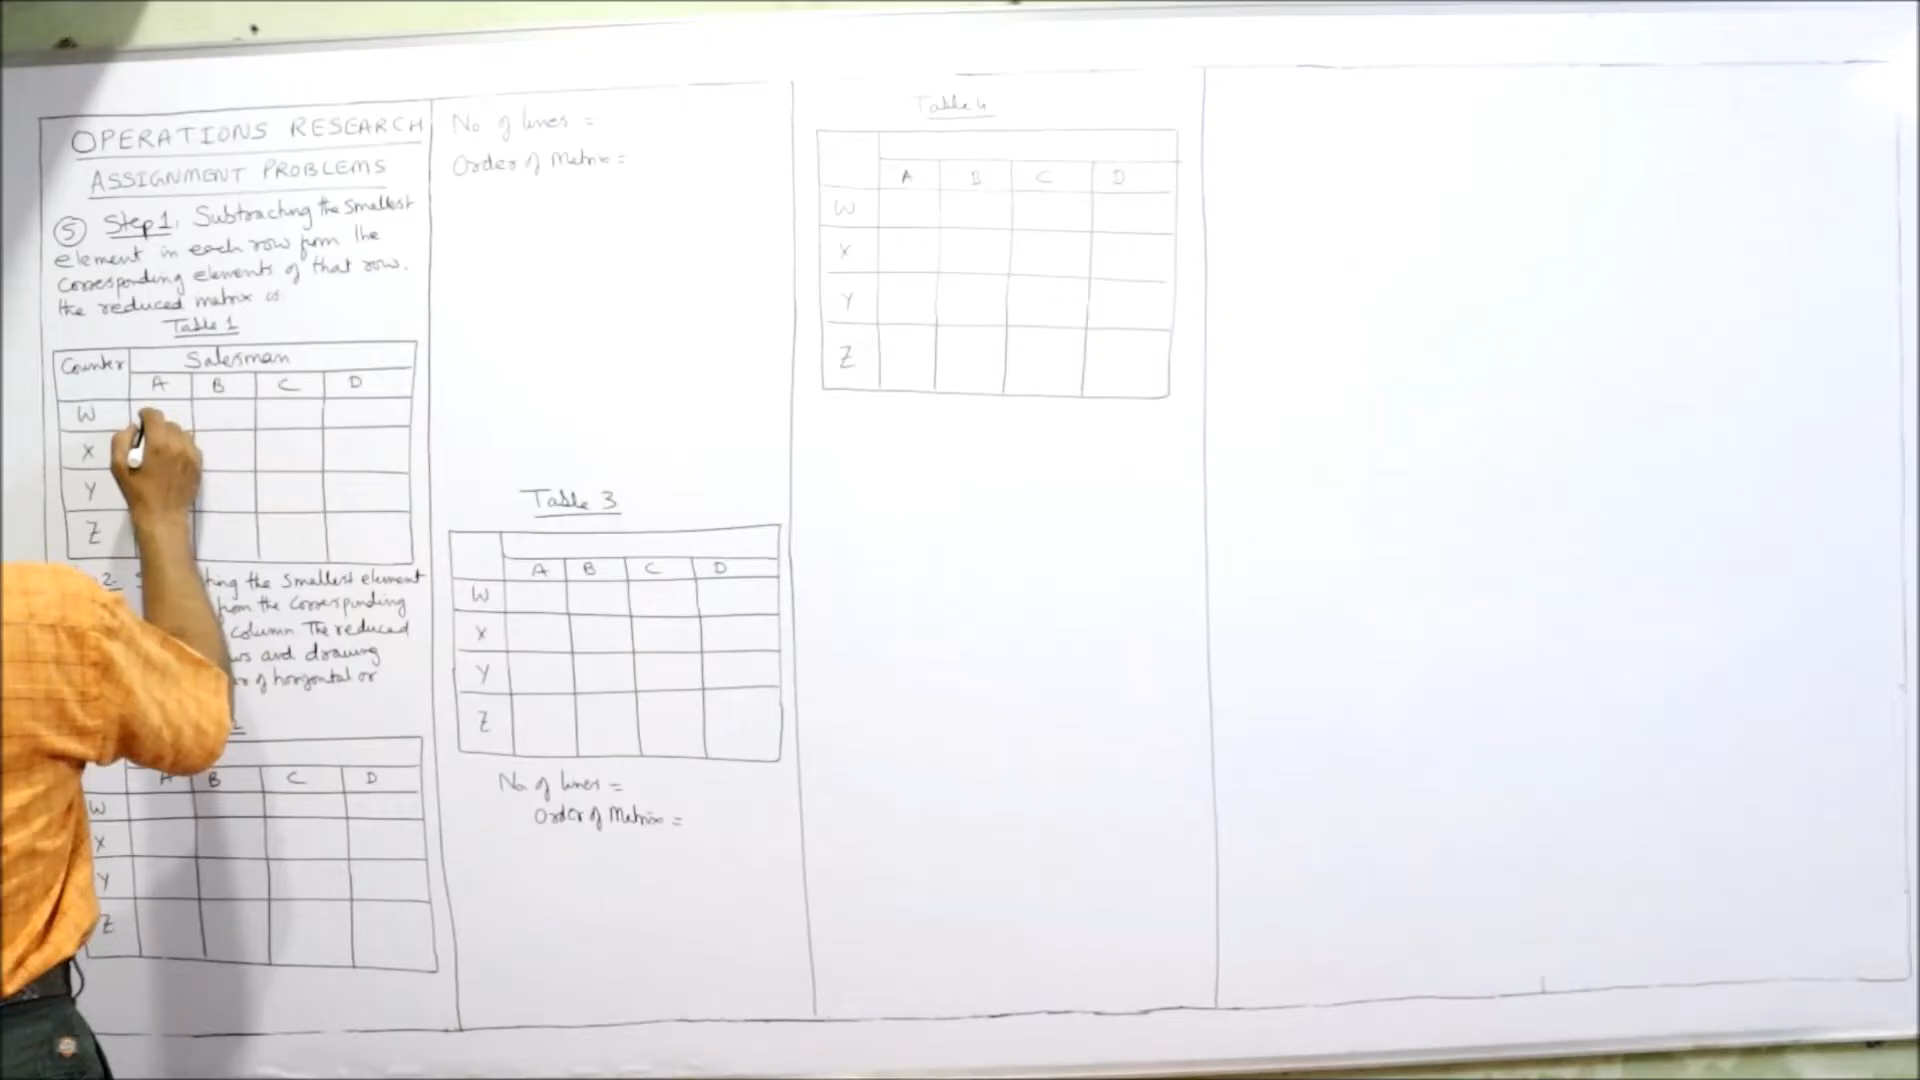 OPERATIONS RESEARCH
ASSIGNMENT PROBLEMS
5 Step 1. Subtracting the smallest
element in each row from the
corresponding elements of that row.
the reduced matrix is
Table 1
Counter Salesman
A B C D
W
X
Y
Z
2 the smallest element
from the corresponding
column The reduced
and drawing
of horizontal or
A B C D
W
X
Y
Z
No of lines =
Order of Matrix =
Table 3
A B C D
W
X
Y
Z
No of lines =
Order of Matrix =
Table 4
A B C D
W
X
Y
Z